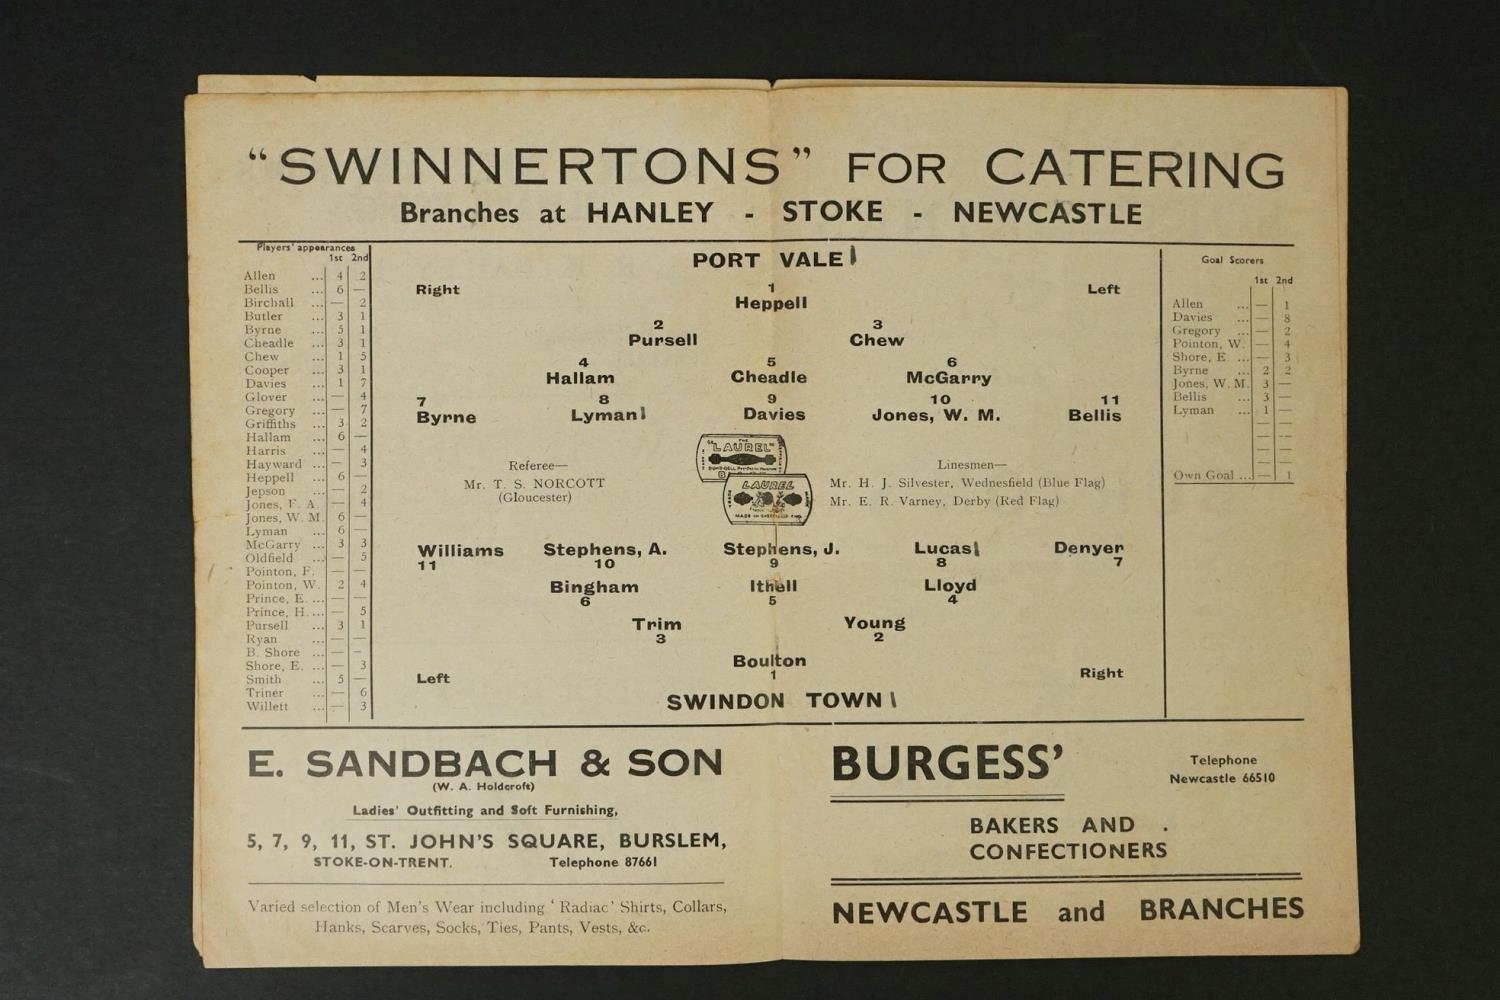 "SWINNERTONS" FOR CATERING
Branches at HANLEY - STOKE - NEWCASTLE
Players' appearances
1st 2nd
Allen ... 4 2
Bellis ... 6 —
Birchall ... — 2
Butler ... 3 1
Byrne ... 5 1
Cheadle ... 3 1
Chew ... 1 5
Cooper ... 3 1
Davies ... 1 7
Glover ... — 4
Gregory ... — 7
Griffiths ... 3 2
Hallam ... 6 —
Harris ... — 4
Hayward ... — 3
Heppell ... 6 —
Jepson ... — 2
Jones, F. A. — 4
Jones, W. M. 6 —
Lyman ... 6 —
McGarry ... 3 3
Oldfield ... — 5
Pointon, F. — —
Pointon, W. 2 4
Prince, E. ... — —
Prince, H. ... — 5
Pursell ... 3 1
Ryan ... — —
B. Shore ... — -
Shore, E. ... — 3
Smith ... 5 —
Triner ... — 6
Willett ... — 3
PORT VALE
Right 1 Left
Heppell
2 3
Pursell Chew
4 5 6
Hallam Cheadle McGarry
7 8 9 10 11
Byrne Lyman Davies Jones, W. M. Bellis
Referee—
Mr. T. S. NORCOTT
(Gloucester)
THE
LAUREL
LAUREL
Linesmen—
Mr. H. J. Silvester, Wednesfield (Blue Flag)
Mr. E. R. Varney, Derby (Red Flag)
Williams Stephens, A. Stephens, J. Lucas Denyer
11 10 9 8 7
Bingham Ithell Lloyd
6 5 4
Trim Young
3 2
Boulton
Left 1 Right
SWINDON TOWN
Goal Scorers
1st 2nd
Allen ... — 1
Davies ... — 8
Gregory ... — 2
Pointon, W. — 4
Shore, E. ... — 3
Byrne ... 2 2
Jones, W. M. 3 —
Bellis ... 3 —
Lyman ... 1 —
— —
— —
— —
— —
Own Goal ... — 1
E. SANDBACH & SON
(W. A. Holdcroft)
Ladies' Outfitting and Soft Furnishing,
5, 7, 9, 11, ST. JOHN'S SQUARE, BURSLEM,
STOKE-ON-TRENT. Telephone 87661
Varied selection of Men's Wear including 'Radiac' Shirts, Collars,
Hanks, Scarves, Socks, Ties, Pants, Vests, &c.
BURGESS'
Telephone
Newcastle 66510
BAKERS AND
CONFECTIONERS
NEWCASTLE and BRANCHES